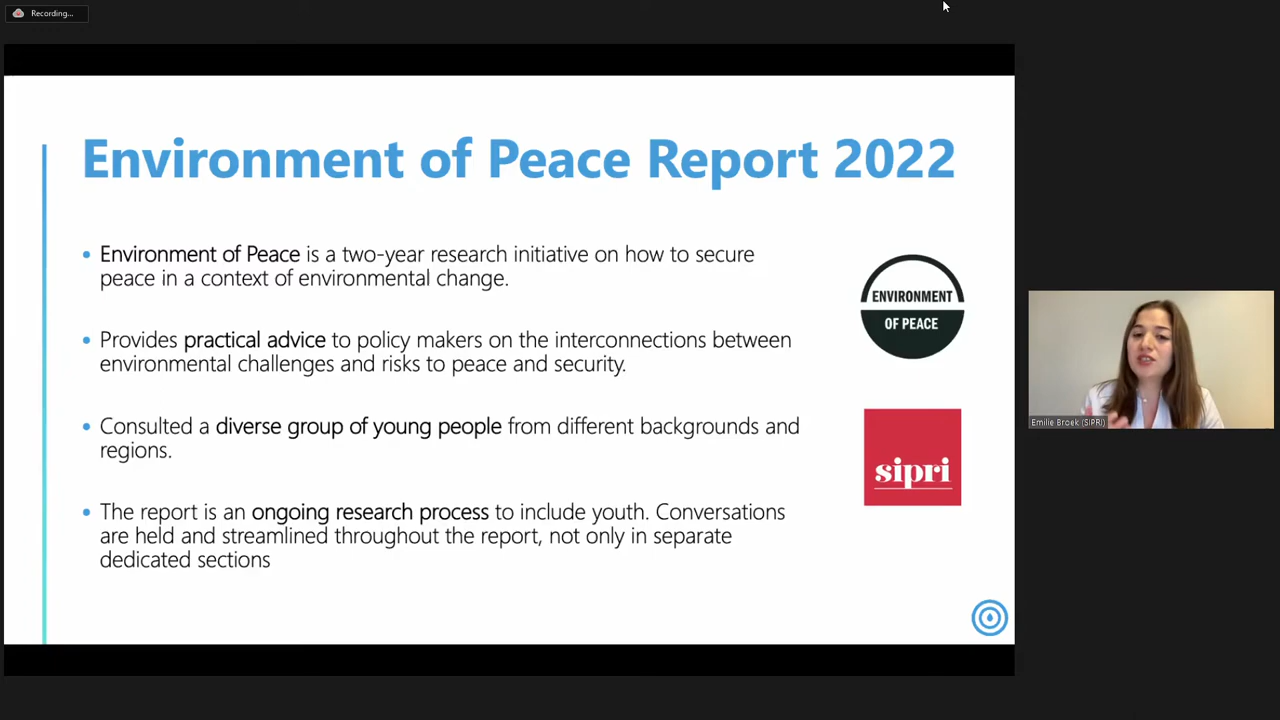 Recording...
Environment of Peace Report 2022
• Environment of Peace is a two-year research initiative on how to secure
peace in a context of environmental change.
• Provides practical advice to policy makers on the interconnections between
environmental challenges and risks to peace and security.
• Consulted a diverse group of young people from different backgrounds and
regions.
• The report is an ongoing research process to include youth. Conversations
are held and streamlined throughout the report, not only in separate
dedicated sections
ENVIRONMENT
OF PEACE
sipri
Emilie Broek (SIPRI)